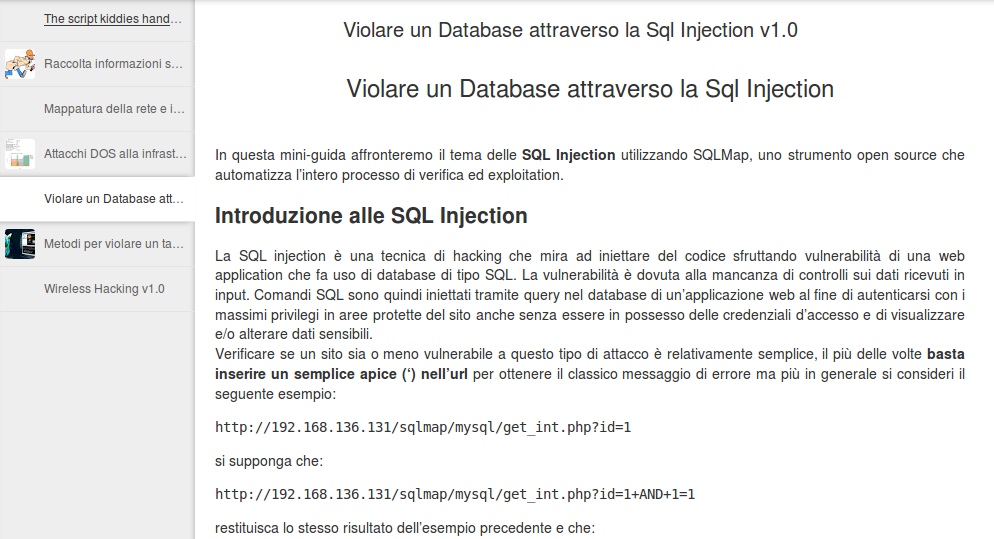 The script kiddies hand…
Raccolta informazioni s…
Mappatura della rete e i…
Attacchi DOS alla infrast…
Violare un Database att…
Metodi per violare un ta…
Wireless Hacking v1.0
Violare un Database attraverso la Sql Injection v1.0
Violare un Database attraverso la Sql Injection
In questa mini-guida affronteremo il tema delle SQL Injection utilizzando SQLMap, uno strumento open source che
automatizza l'intero processo di verifica ed exploitation.
Introduzione alle SQL Injection
La SQL injection è una tecnica di hacking che mira ad iniettare del codice sfruttando vulnerabilità di una web
application che fa uso di database di tipo SQL. La vulnerabilità è dovuta alla mancanza di controlli sui dati ricevuti in
input. Comandi SQL sono quindi iniettati tramite query nel database di un'applicazione web al fine di autenticarsi con i
massimi privilegi in aree protette del sito anche senza essere in possesso delle credenziali d'accesso e di visualizzare
e/o alterare dati sensibili.
Verificare se un sito sia o meno vulnerabile a questo tipo di attacco è relativamente semplice, il più delle volte basta
inserire un semplice apice (‘) nell'url per ottenere il classico messaggio di errore ma più in generale si consideri il
seguente esempio:
http://192.168.136.131/sqlmap/mysql/get_int.php?id=1
si supponga che:
http://192.168.136.131/sqlmap/mysql/get_int.php?id=1+AND+1=1
restituisca lo stesso risultato dell'esempio precedente e che: